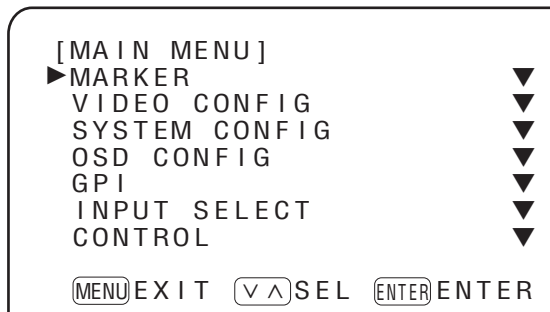 [MAIN MENU]
▶MARKER ▼
VIDEO CONFIG ▼
SYSTEM CONFIG ▼
OSD CONFIG ▼
GPI ▼
INPUT SELECT ▼
CONTROL ▼
MENU EXIT ∨ ∧ SEL ENTER ENTER